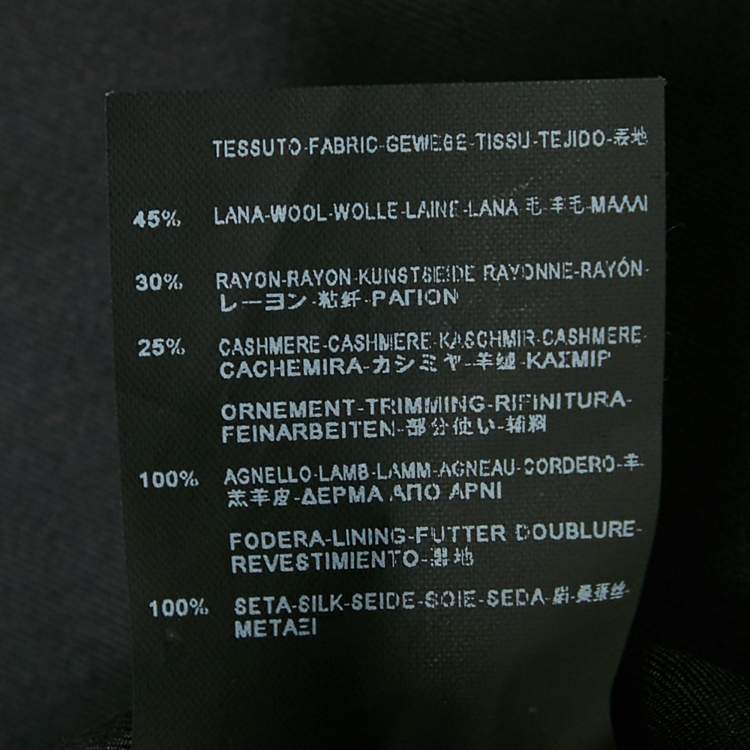 TESSUTO-FABRIC-GEWEBE-TISSU-TEJIDO-表地
45% LANA-WOOL-WOLLE-LAINE-LANA 毛-羊毛-ΜΑΛΛΙ
30% RAYON-RAYON-KUNSTSEIDE RAYONNE-RAYÓN-
レーヨン-粘纤-ΡΑΓΙΟΝ
25% CASHMERE-CASHMERE-KASCHMIR-CASHMERE-
CACHEMIRA-カシミヤ-羊绒-ΚΑΣΜΙΡ
ORNEMENT-TRIMMING-RIFINITURA-
FEINARBEITEN-部分使い-辅料
100% AGNELLO-LAMB-LAMM-AGNEAU-CORDERO-羊-
羔羊皮-ΔΕΡΜΑ ΑΠΟ ΑΡΝΙ
FODERA-LINING-FUTTER DOUBLURE-
REVESTIMIENTO-裏地
100% SETA-SILK-SEIDE-SOIE-SEDA-絹-桑蚕丝-
ΜΕΤΑΞΙ